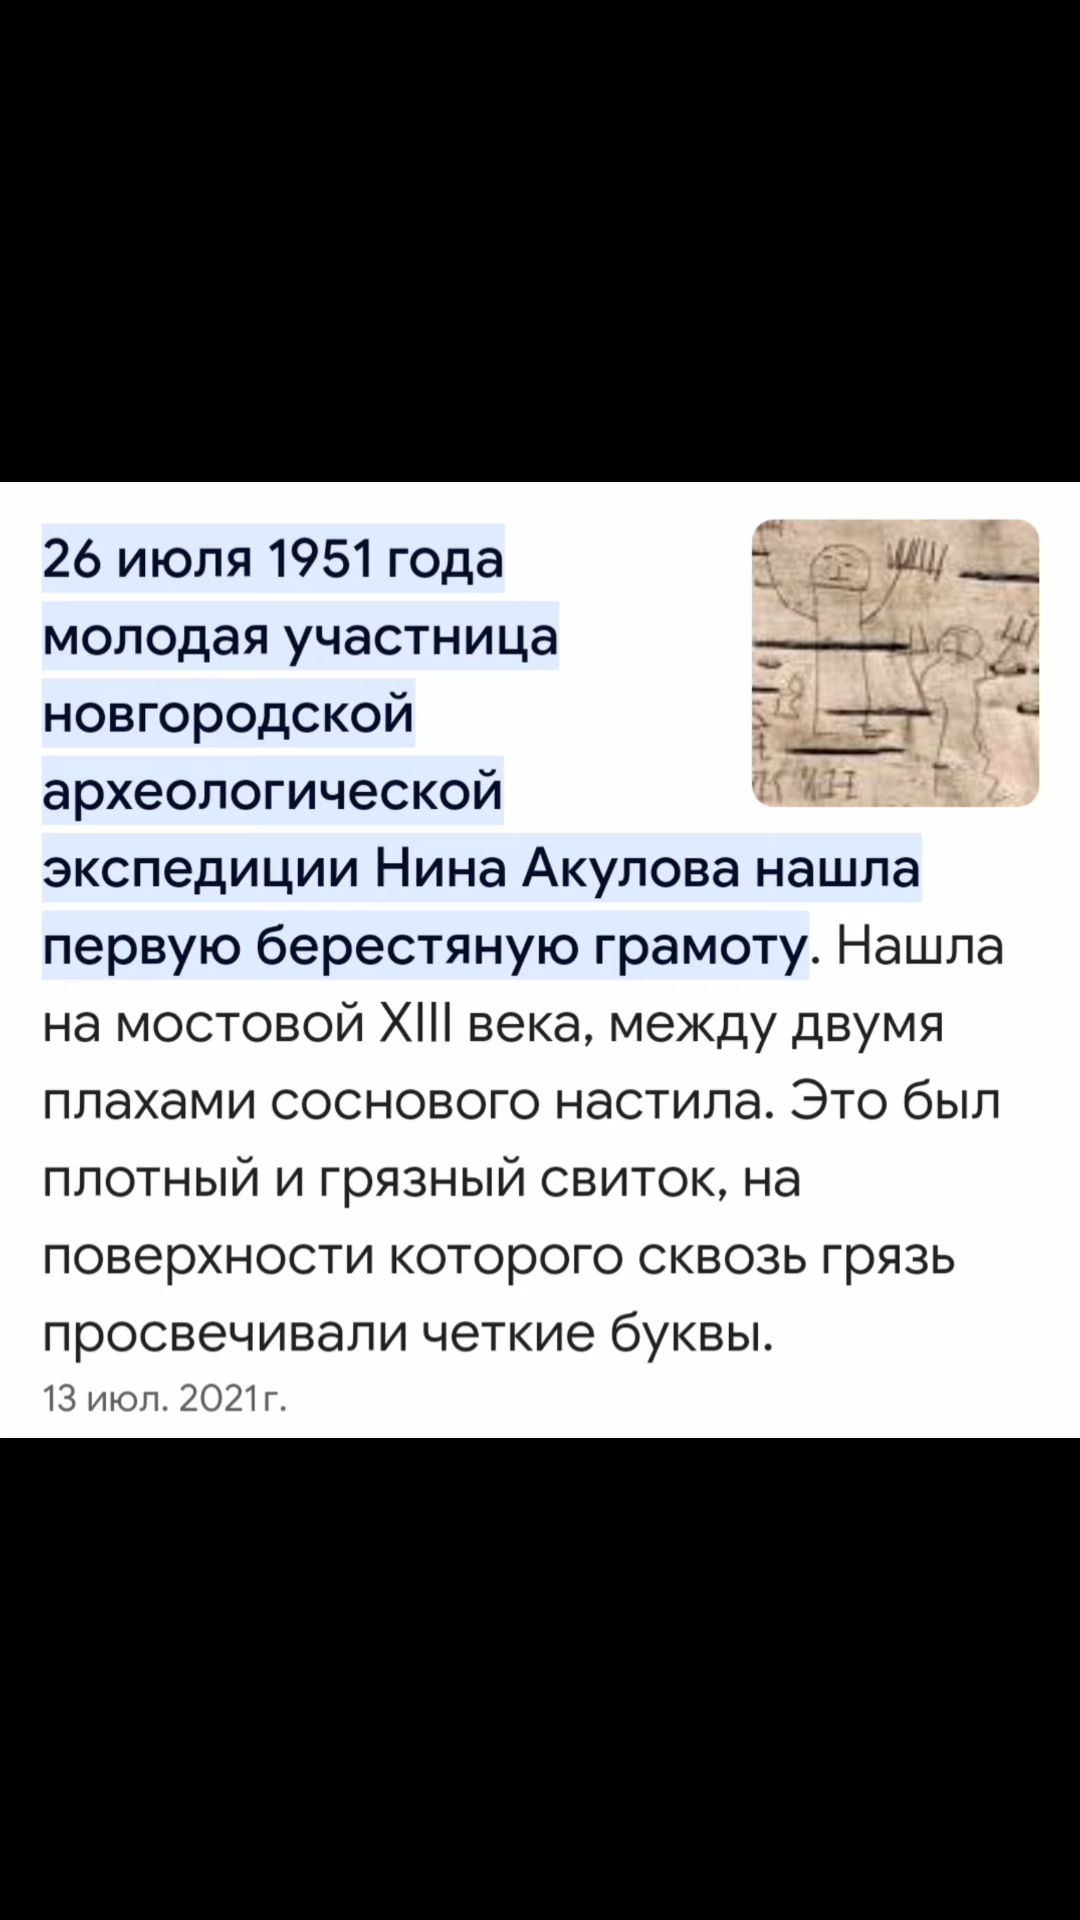 26 июля 1951 года
молодая участница
новгородской
археологической
экспедиции Нина Акулова нашла
первую берестяную грамоту. Нашла
на мостовой XIII века, между двумя
плахами соснового настила. Это был
плотный и грязный свиток, на
поверхности которого сквозь грязь
просвечивали четкие буквы.
13 июл. 2021 г.